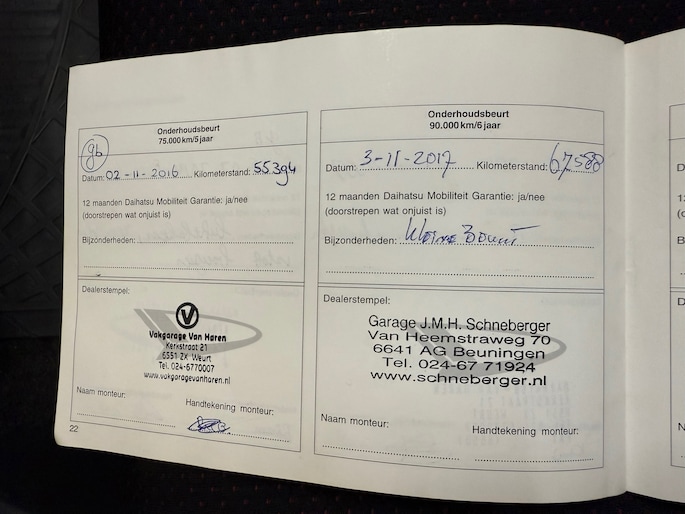 Onderhoudsbeurt
75.000 km/5 jaar
gb
Datum: 02-11-2016 Kilometerstand: 55394
12 maanden Daihatsu Mobiliteit Garantie: ja/nee
(doorstrepen wat onjuist is)
Bijzonderheden:
Dealerstempel:
Vakgarage Van Haren
Kerkstraat 21
6551 ZX Weurt
Tel. 024-6770007
www.vakgaragevanharen.nl
Naam monteur:
Handtekening monteur:
22
Onderhoudsbeurt
90.000 km/6 jaar
Datum: 3-11-2017 Kilometerstand: 67588
12 maanden Daihatsu Mobiliteit Garantie: ja/nee
(doorstrepen wat onjuist is)
Bijzonderheden: Kleine Beurt
Dealerstempel:
Garage J.M.H. Schneberger
Van Heemstraweg 70
6641 AG Beuningen
Tel. 024-67 71924
www.schneberger.nl
Naam monteur:
Handtekening monteur: